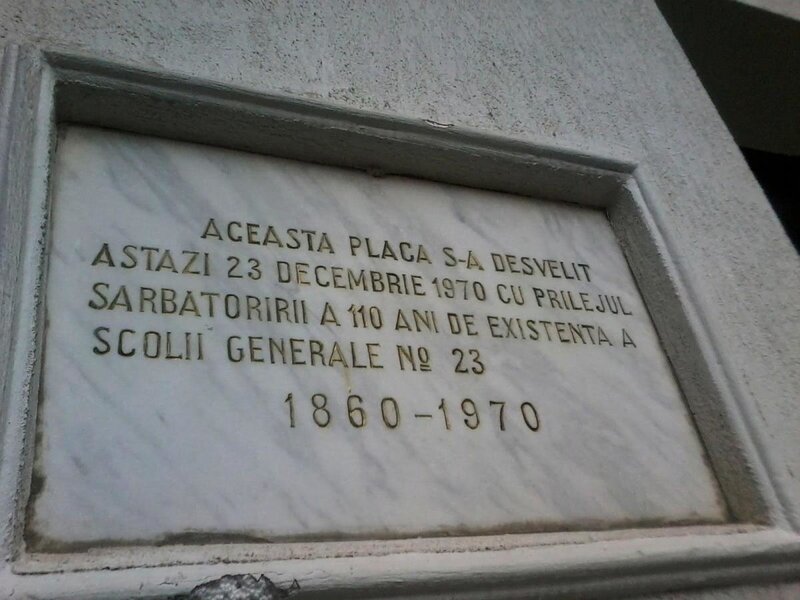 ACEASTA PLACA S-A DESVELIT
ASTAZI 23 DECEMBRIE 1970 CU PRILEJUL
SARBATORIRII A 110 ANI DE EXISTENTA A
SCOLII GENERALE Nº 23
1860-1970